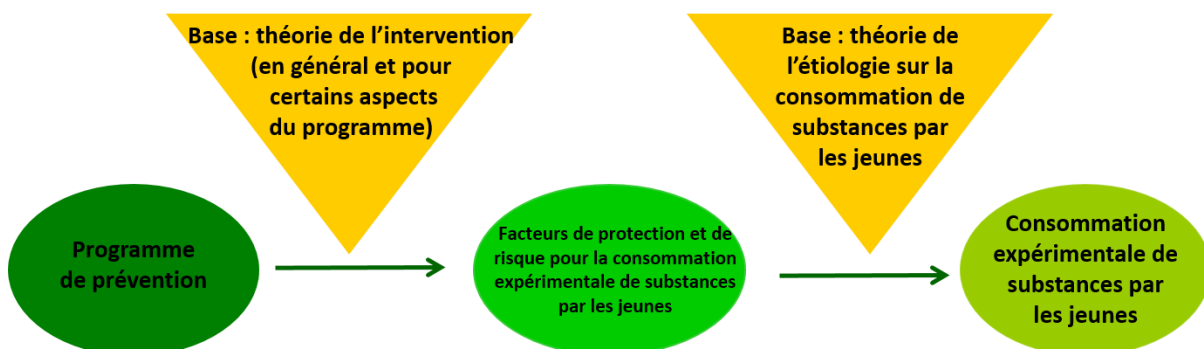 Base : théorie de l’intervention
(en général et pour
certains aspects
du programme)
Base : théorie de
l’étiologie sur la
consommation de
substances par
les jeunes
Programme
de prévention
Facteurs de protection et de
risque pour la consommation
expérimentale de substances
par les jeunes
Consommation
expérimentale de
substances par
les jeunes